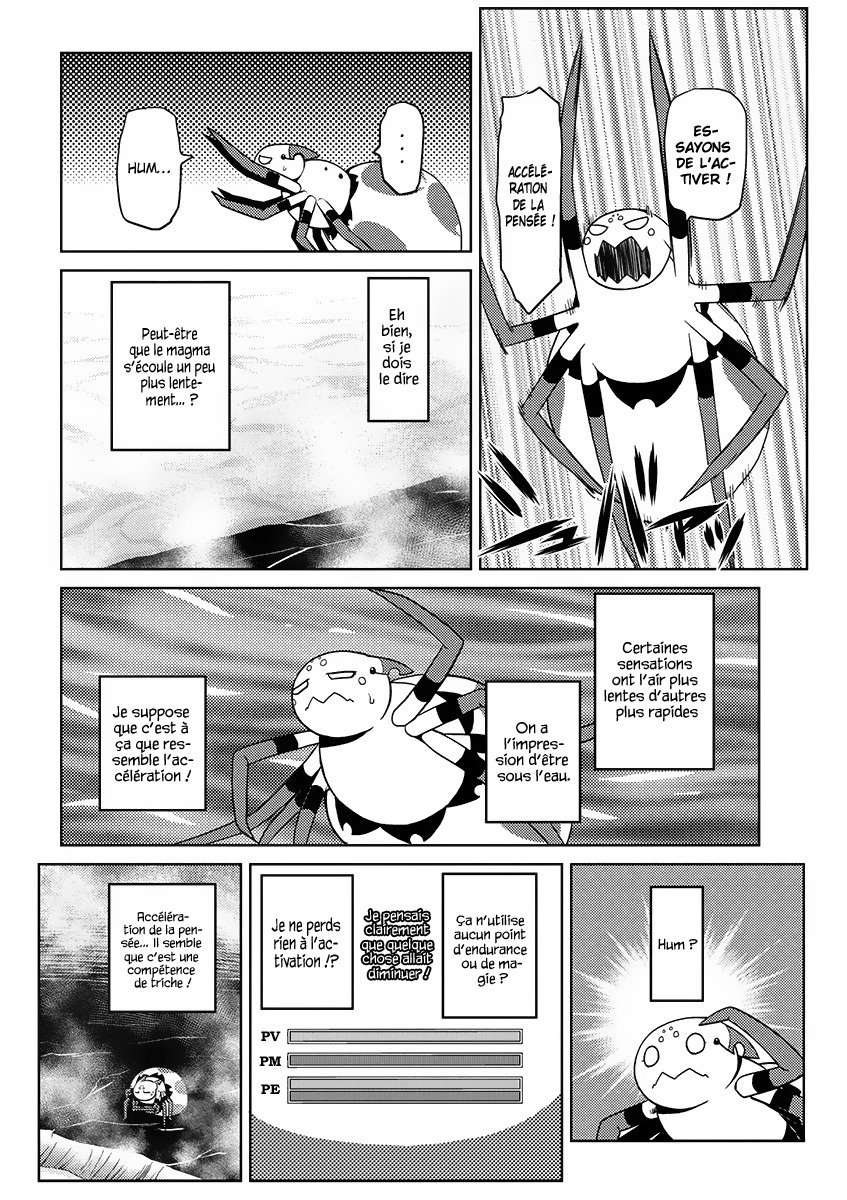 ES-
SAYONS
DE L'AC-
TIVER !
ACCÉLÉ-
RATION
DE LA
PENSÉE !
...
HUM...
Eh
bien,
si je
dois
le dire
Peut-être
que le magma
s'écoule un peu
plus lente-
ment... ?
Certaines
sensations
ont l'air plus
lentes d'autres
plus rapides
On a
l'impres-
sion d'être
sous l'eau.
Je suppose
que c'est à
ça que res-
semble l'ac-
célération !
Hum ?
Ça n'utilise
aucun point
d'endurance
ou de ma-
gie ?
Je pensais
clairement
que quelque
chose allait
diminuer !
Je ne perds
rien à l'ac-
tivation !?
PV
PM
PE
Accéléra-
tion de la pen-
sée... Il semble
que c'est une
compétence
de triche !